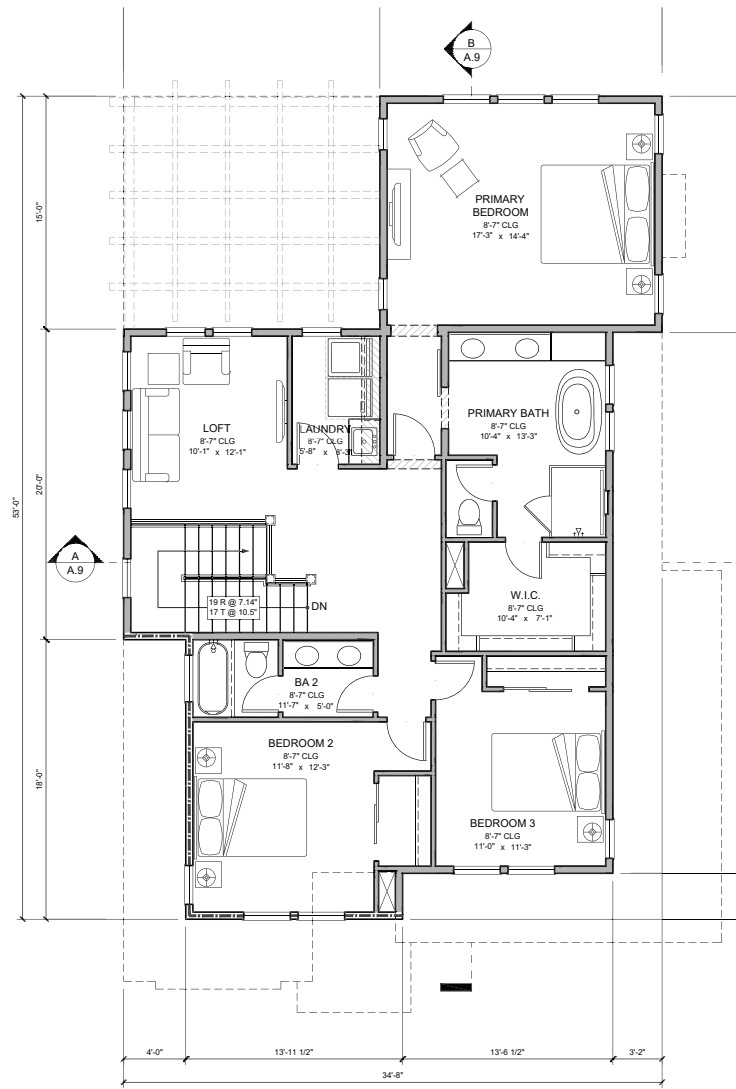 B
A.9
15'-0"
PRIMARY
BEDROOM
8'-7" CLG
17'-3" x 14'-4"
53'-0"
20'-0"
LOFT
8'-7" CLG
10'-1" x 12'-1"
LAUNDRY
8'-7" CLG
5'-8" x 8'-3"
PRIMARY BATH
8'-7" CLG
10'-4" x 13'-3"
A
A.9
19 R @ 7.14"
17 T @ 10.5"
DN
W.I.C.
8'-7" CLG
10'-4" x 7'-1"
BA 2
8'-7" CLG
11'-7" x 5'-0"
18'-0"
BEDROOM 2
8'-7" CLG
11'-8" x 12'-3"
BEDROOM 3
8'-7" CLG
11'-0" x 11'-3"
4'-0"
13'-11 1/2"
13'-6 1/2"
3'-2"
34'-8"